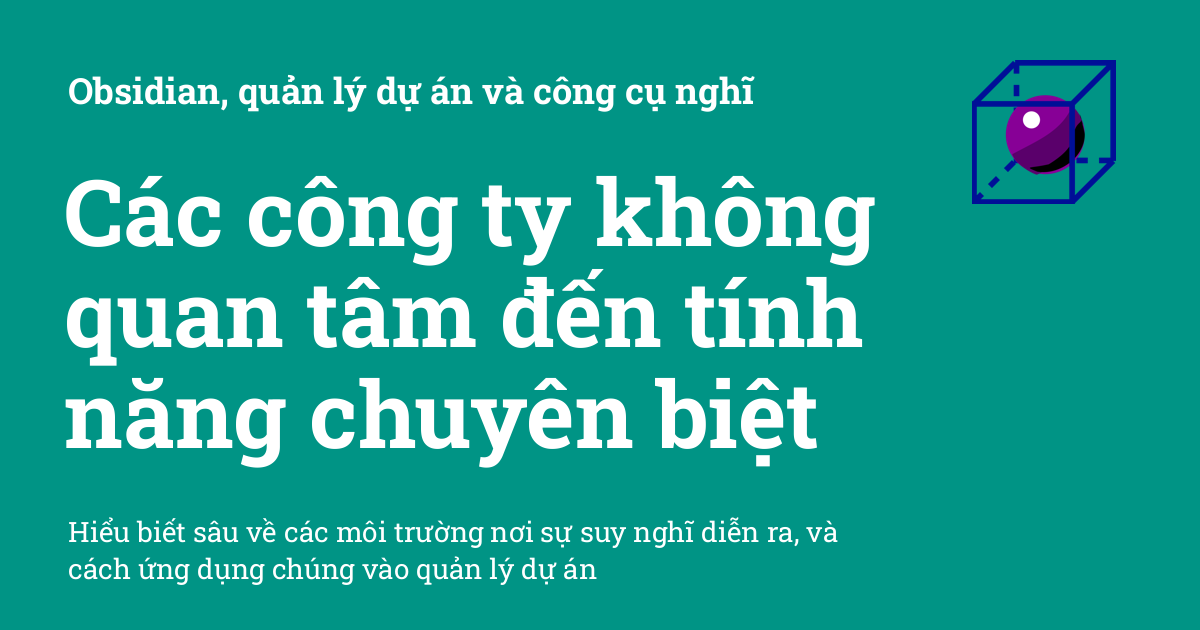 Obsidian, quản lý dự án và công cụ nghĩ
Các công ty không
quan tâm đến tính
năng chuyên biệt
Hiểu biết sâu về các môi trường nơi sự suy nghĩ diễn ra, và
cách ứng dụng chúng vào quản lý dự án